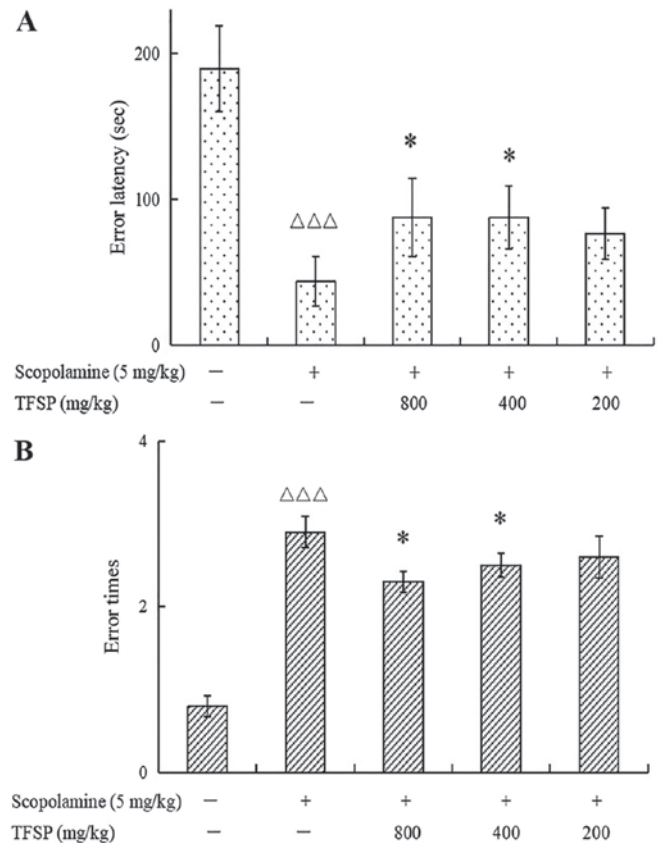 A
Error latency (sec)
200
100
0
△△△
*
*
Scopolamine (5 mg/kg) − + + + +
TFSP (mg/kg) − − 800 400 200
B
Error times
4
2
0
△△△
*
*
Scopolamine (5 mg/kg) − + + + +
TFSP (mg/kg) − − 800 400 200